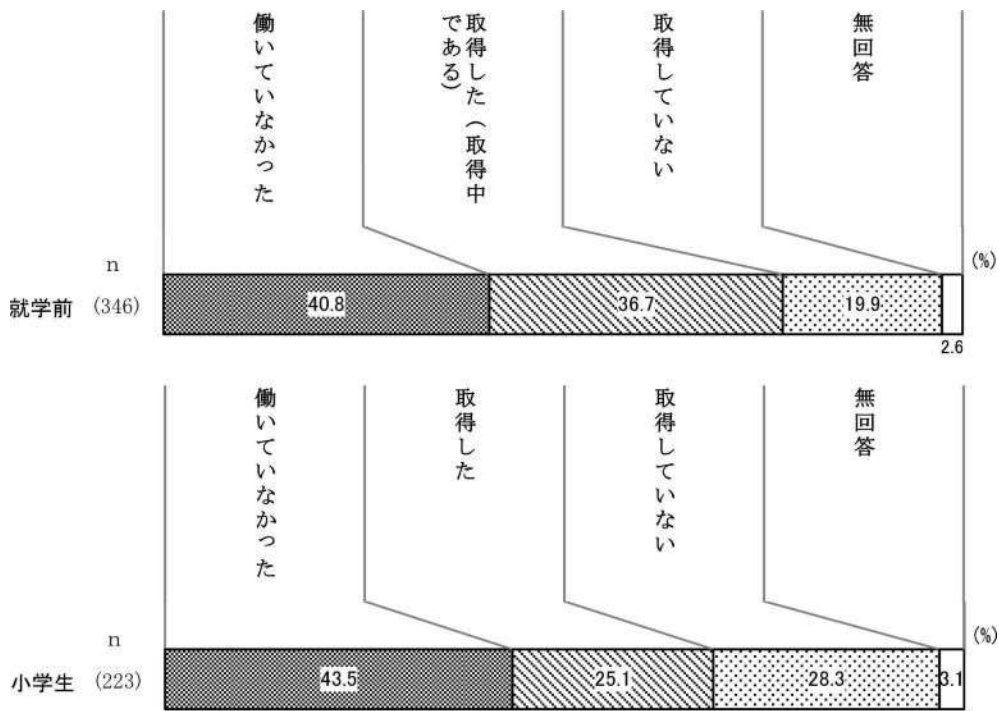 働いていなかった
取得した（取得中
である）
取得していない
無回答
(%)
n
就学前 (346)
40.8
36.7
19.9
2.6
働いていなかった
取得した
取得していない
無回答
(%)
n
小学生 (223)
43.5
25.1
28.3
3.1